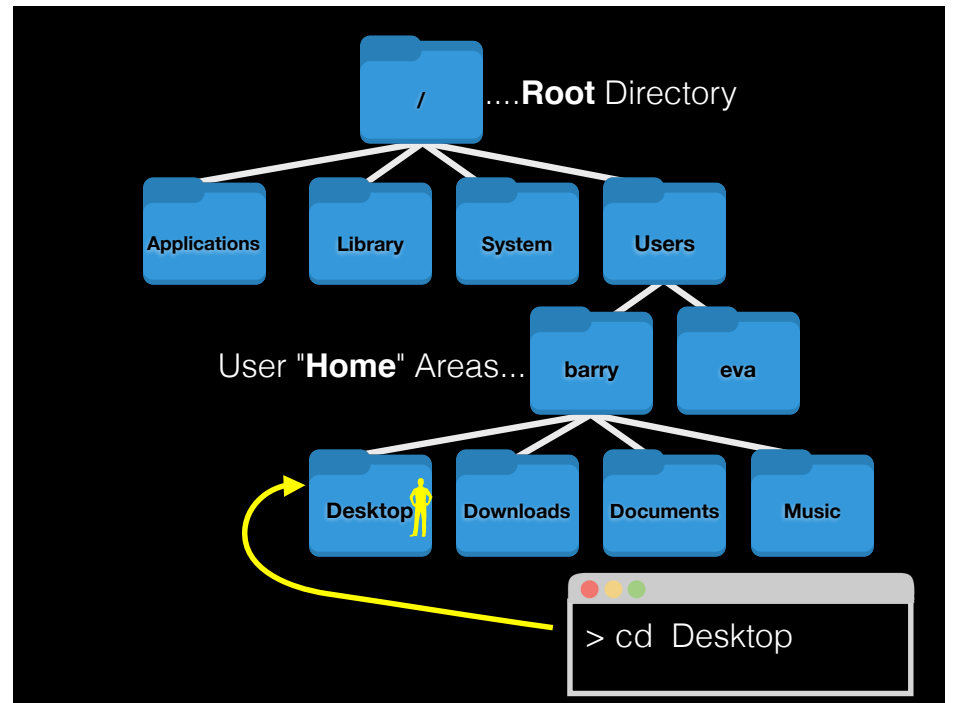 / ....Root Directory
Applications Library System Users
User "Home" Areas... barry eva
Desktop Downloads Documents Music
> cd Desktop